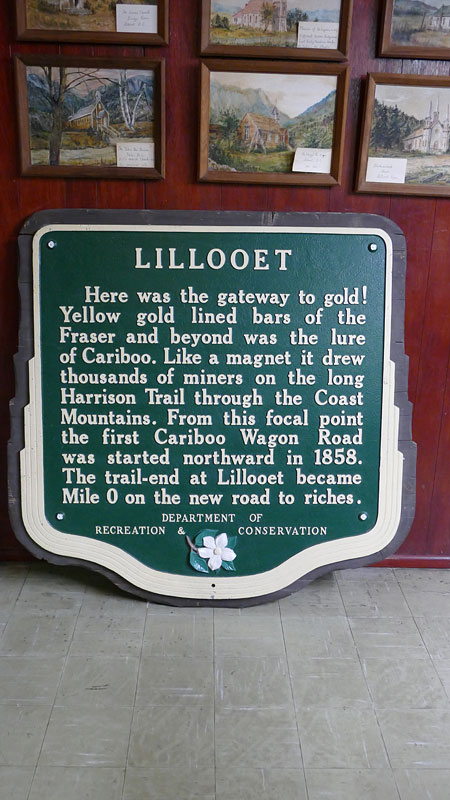 LILLOOET
Here was the gateway to gold!
Yellow gold lined bars of the
Fraser and beyond was the lure
of Cariboo. Like a magnet it drew
thousands of miners on the long
Harrison Trail through the Coast
Mountains. From this focal point
the first Cariboo Wagon Road
was started northward in 1858.
The trail-end at Lillooet became
Mile 0 on the new road to riches.
DEPARTMENT OF
RECREATION & CONSERVATION